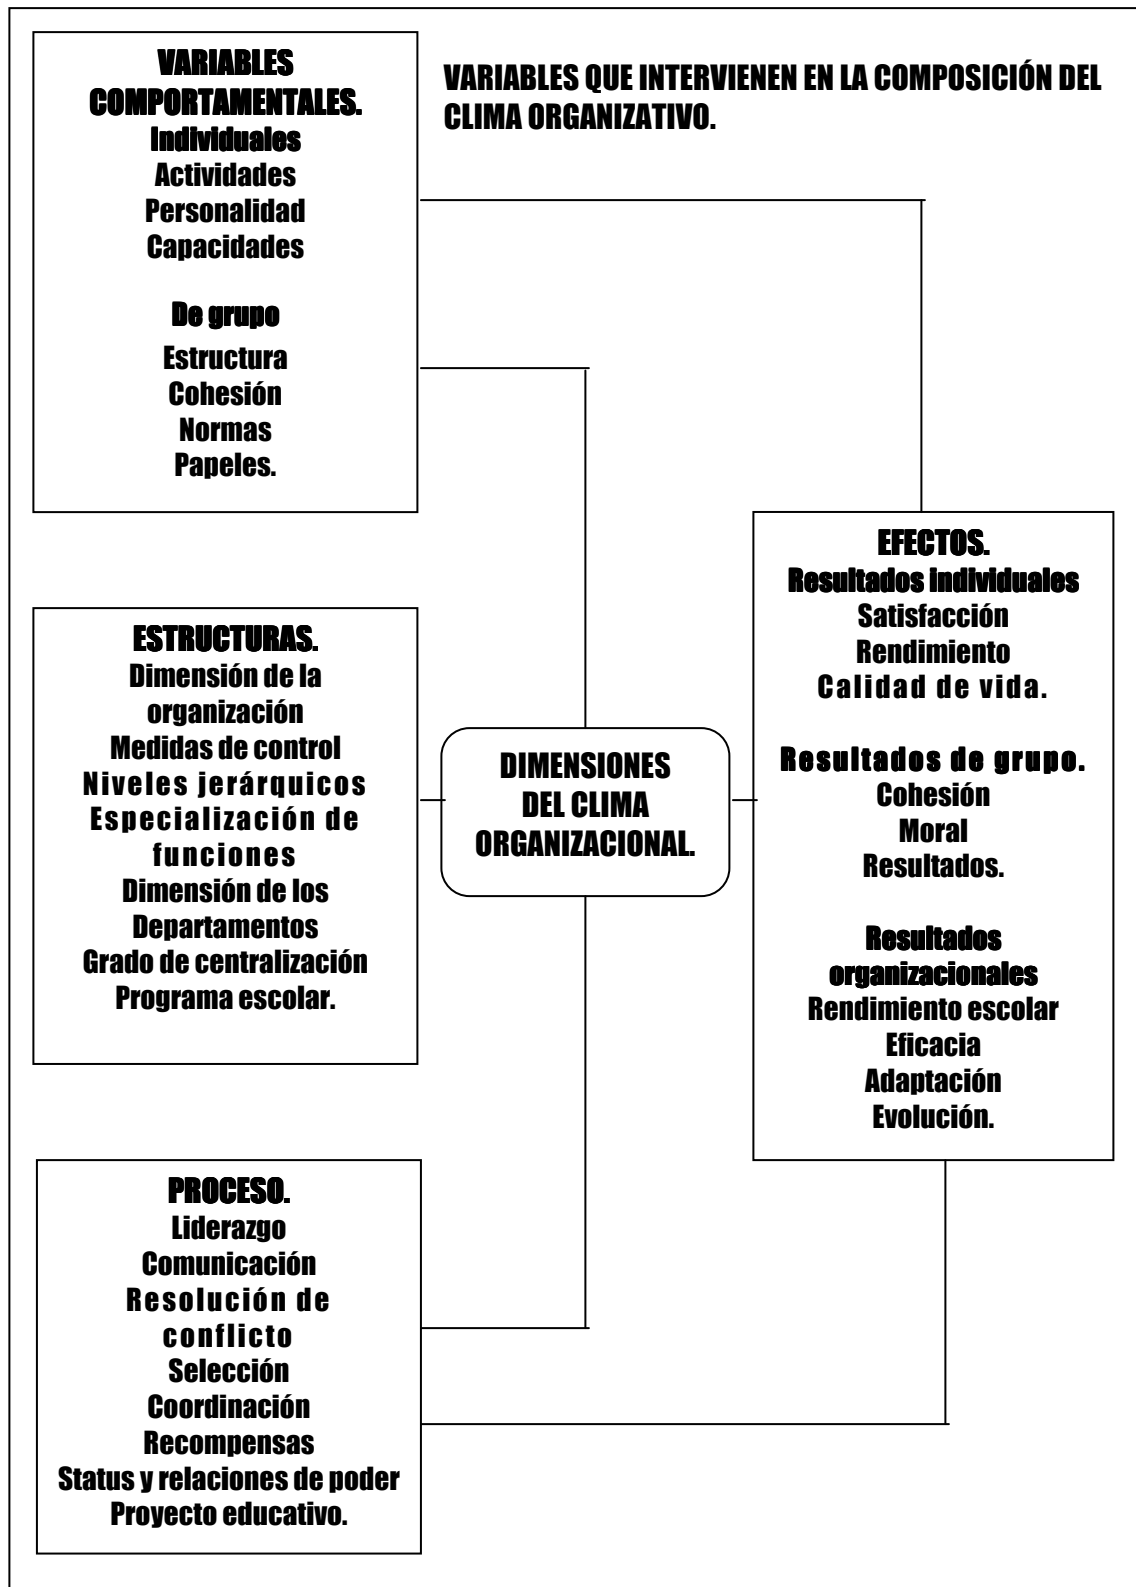 VARIABLES
COMPORTAMENTALES.
Individuales
Actividades
Personalidad
Capacidades
De grupo
Estructura
Cohesión
Normas
Papeles.
VARIABLES QUE INTERVIENEN EN LA COMPOSICIÓN DEL
CLIMA ORGANIZATIVO.
ESTRUCTURAS.
Dimensión de la
organización
Medidas de control
Niveles jerárquicos
Especialización de
funciones
Dimensión de los
Departamentos
Grado de centralización
Programa escolar.
DIMENSIONES
DEL CLIMA
ORGANIZACIONAL.
EFECTOS.
Resultados individuales
Satisfacción
Rendimiento
Calidad de vida.
Resultados de grupo.
Cohesión
Moral
Resultados.
Resultados
organizacionales
Rendimiento escolar
Eficacia
Adaptación
Evolución.
PROCESO.
Liderazgo
Comunicación
Resolución de
conflicto
Selección
Coordinación
Recompensas
Status y relaciones de poder
Proyecto educativo.